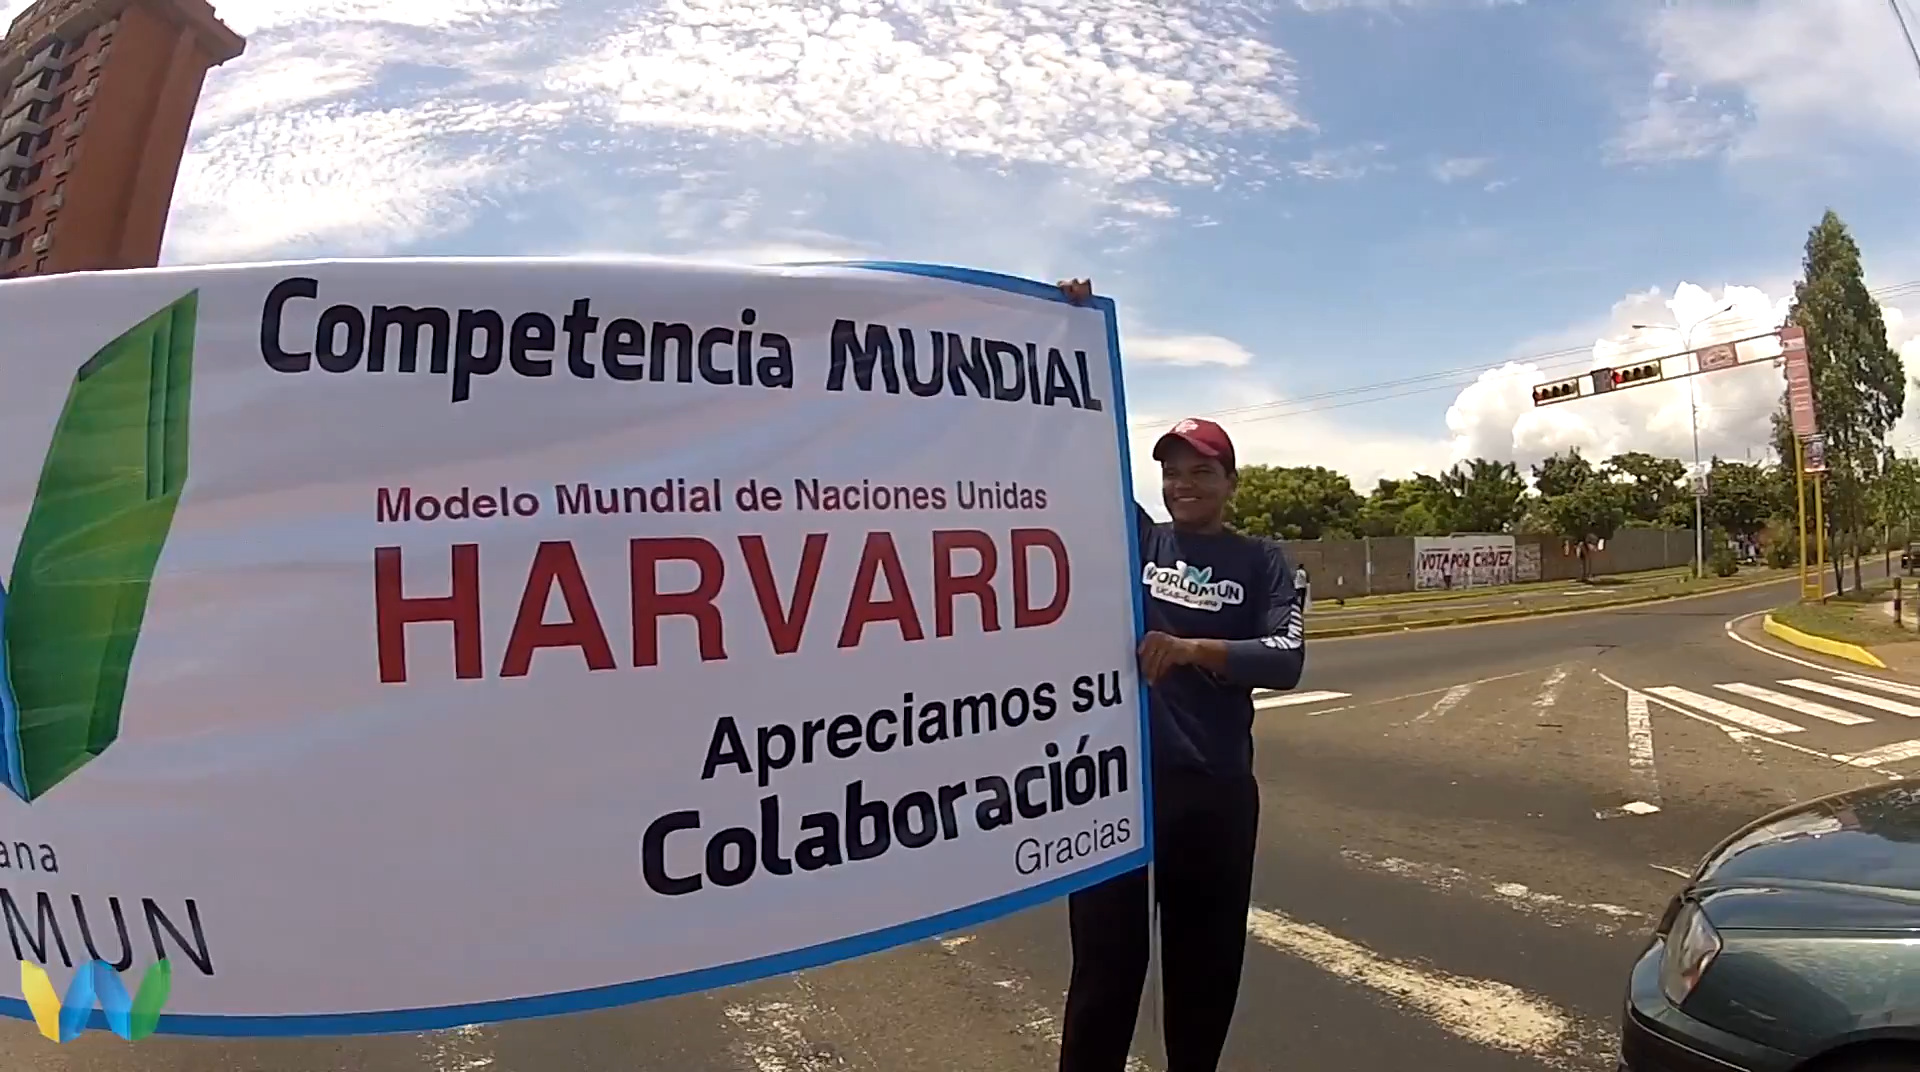 Competencia MUNDIAL
Modelo Mundial de Naciones Unidas
HARVARD
Apreciamos su
Colaboración
Gracias
ana
MUN
WORLDMUN
VOTA POR CHÁVEZ